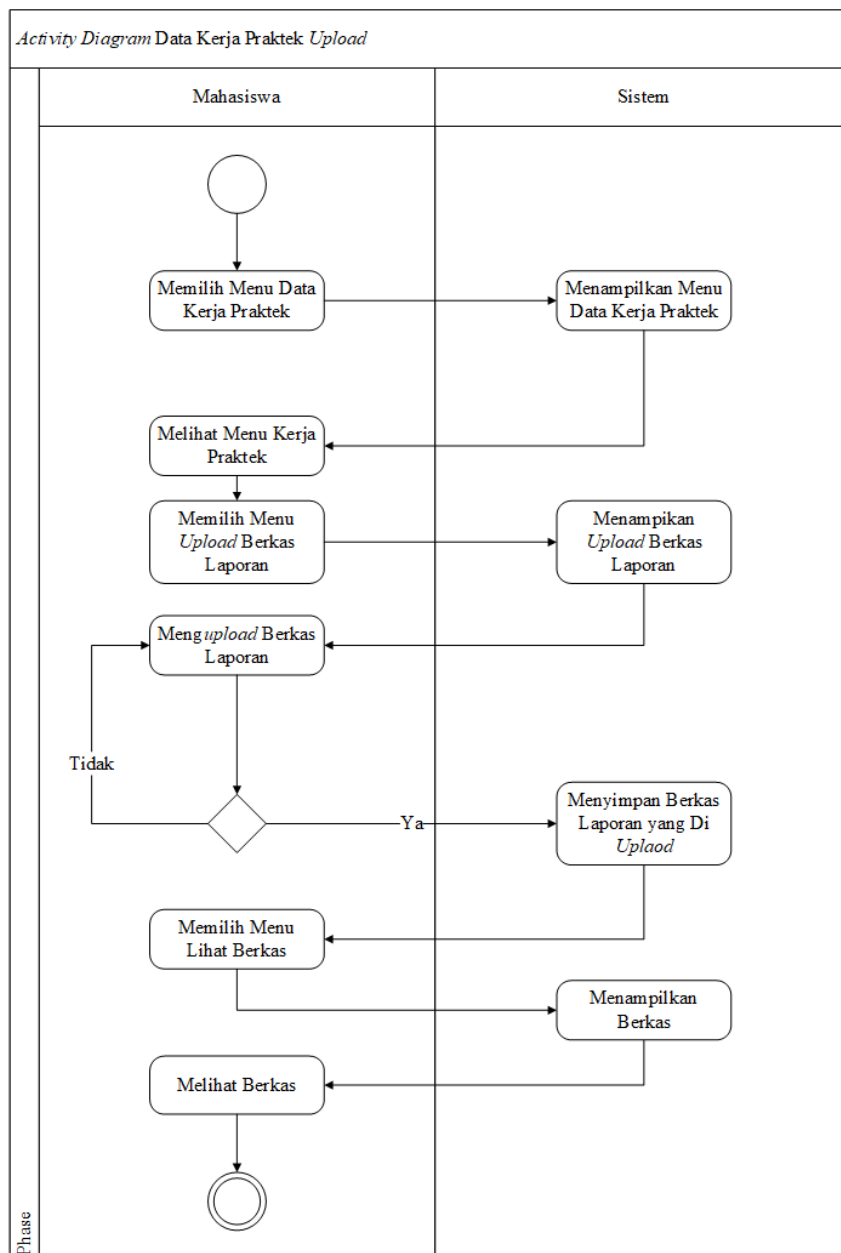 Activity Diagram Data Kerja Praktek Upload
Mahasiswa
Sistem
Memilih Menu Data
Kerja Praktek
Menampilkan Menu
Data Kerja Praktek
Melihat Menu Kerja
Praktek
Memilih Menu
Upload Berkas
Laporan
Menampikan
Upload Berkas
Laporan
Mengupload Berkas
Laporan
Tidak
Ya
Menyimpan Berkas
Laporan yang Di
Uplaod
Memilih Menu
Lihat Berkas
Menampilkan
Berkas
Melihat Berkas
Phase